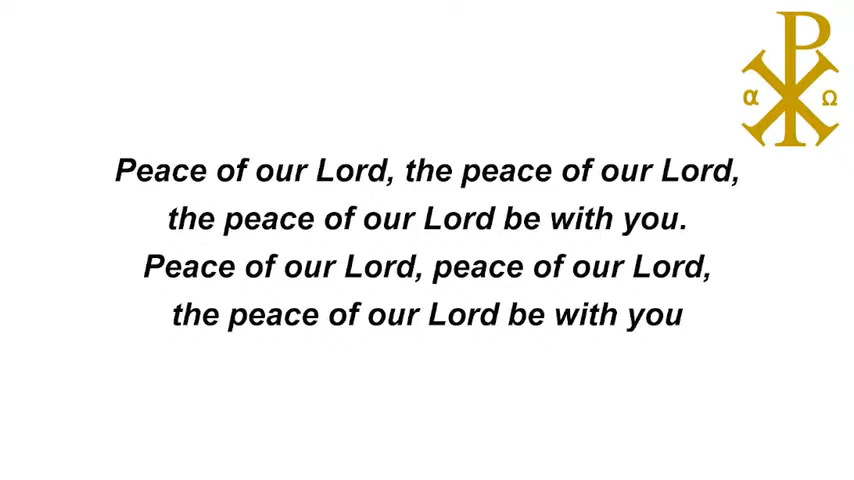 Peace of our Lord, the peace of our Lord,
the peace of our Lord be with you.
Peace of our Lord, peace of our Lord,
the peace of our Lord be with you
α Ω